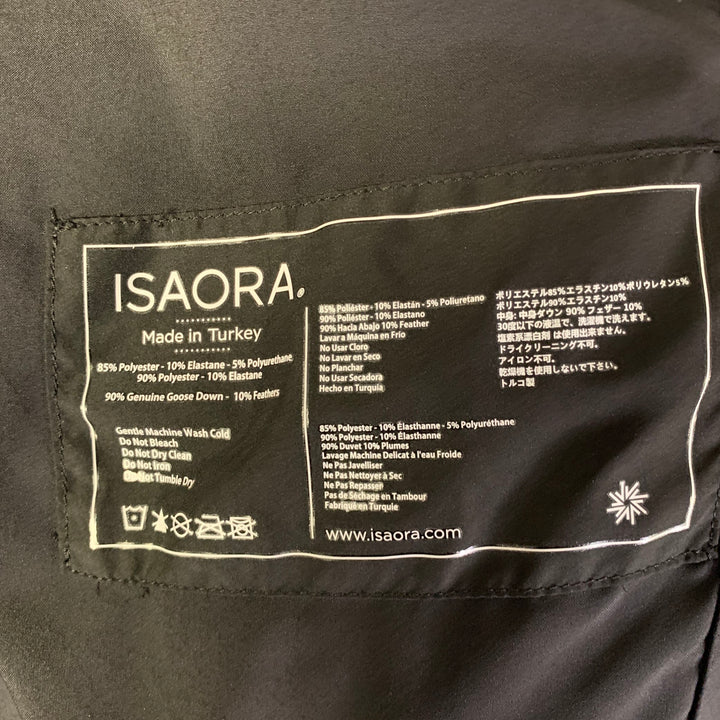 ISAORA.
Made in Turkey
85% Polyester - 10% Elastane - 5% Polyurethane
90% Polyester - 10% Elastane
90% Genuine Goose Down - 10% Feathers
Gentle Machine Wash Cold
Do Not Bleach
Do Not Dry Clean
Do Not Iron
Do Not Tumble Dry
85% Poliéster - 10% Elastán - 5% Poliuretano
90% Poliéster - 10% Elastano
90% Hacia Abajo 10% Feather
Lavar a Máquina en Frio
No Usar Cloro
No Lavar en Seco
No Planchar
No Usar Secadora
Hecho en Turquía
85% Polyester - 10% Élasthanne - 5% Polyuréthane
90% Polyester - 10% Élasthanné
90% Duvet 10% Plumes
Lavage Machine Delicat à l'eau Froide
Ne Pas Javelliser
Ne Pas Nettoyer à Sec
Ne Pas Repasser
Pas de Séchage en Tambour
Fabriqué en Turquie
www.isaora.com
ポリエステル85%エラスチン10%ポリウレタン5%
ポリエステル90%エラスチン10%
中身: 中身ダウン 90% フェザー 10%
30度以下の液温で、洗濯機で洗えます。
塩素系漂白剤 は使用出来ません。
ドライクリーニング不可。
アイロン不可。
乾燥機を使用しないで下さい。
トルコ製